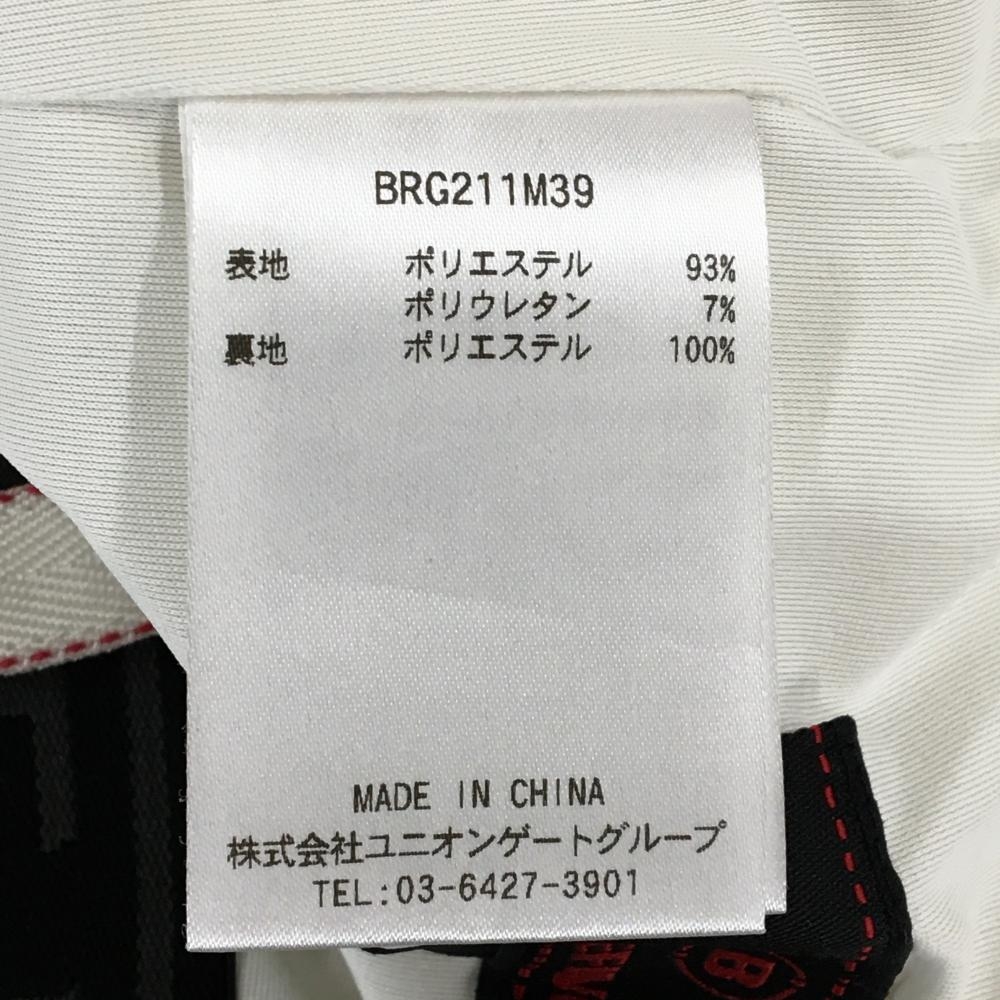 BRG211M39
表地 ポリエステル 93%
ポリウレタン 7%
裏地 ポリエステル 100%
MADE IN CHINA
株式会社ユニオンゲートグループ
TEL:03-6427-3901
B